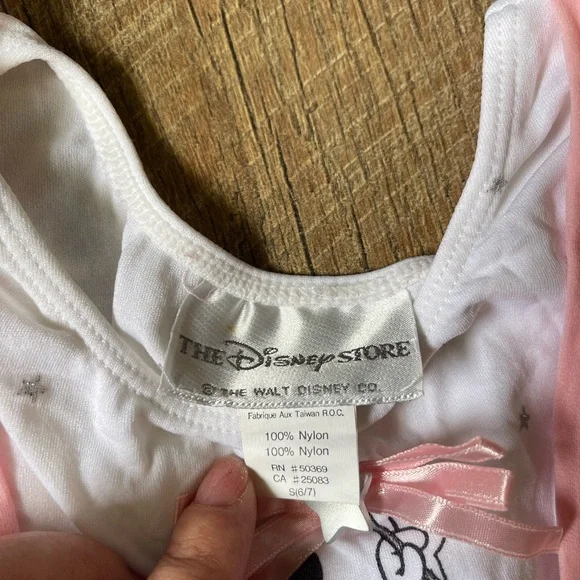 THE Disney STORE
© THE WALT DISNEY CO.
Fabrique Aux Taiwan R.O.C.
100% Nylon
100% Nylon
RN #50369
CA #25083
S(6/7)